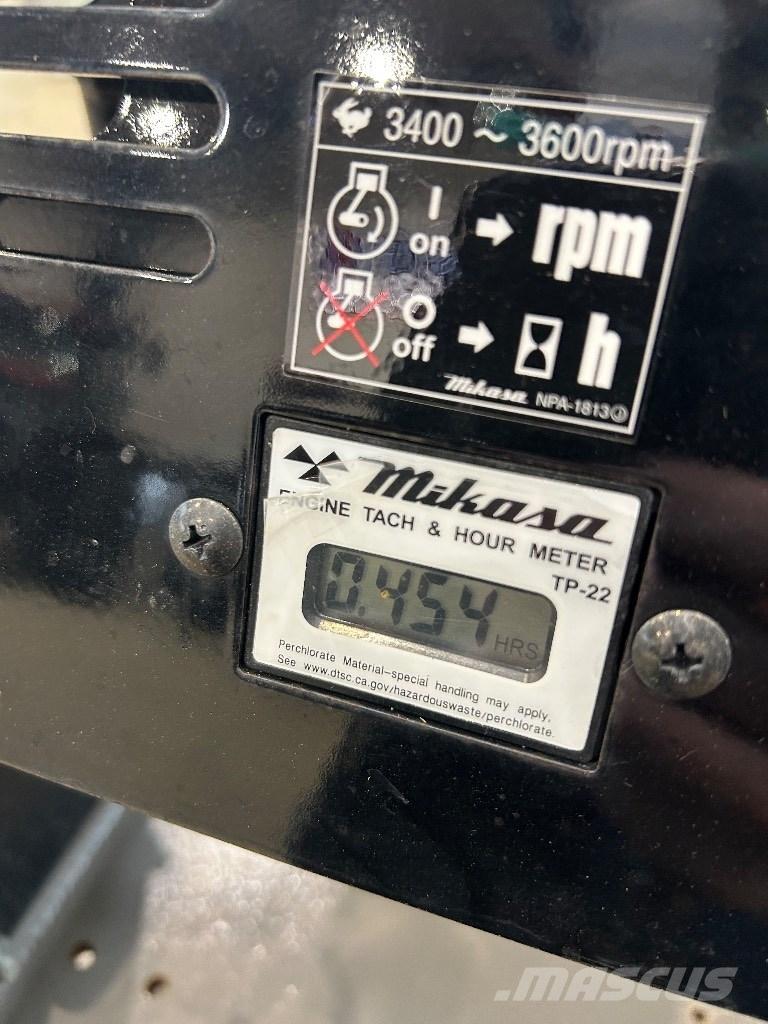 3400 ~ 3600rpm
I
on
rpm
O
off
h
Mikasa NPA-1813Ⓙ
Mikasa
ENGINE TACH & HOUR METER
TP-22
0.454 HRS
Perchlorate Material-special handling may apply,
See www.dtsc.ca.gov/hazardouswaste/perchlorate.
MASCUS